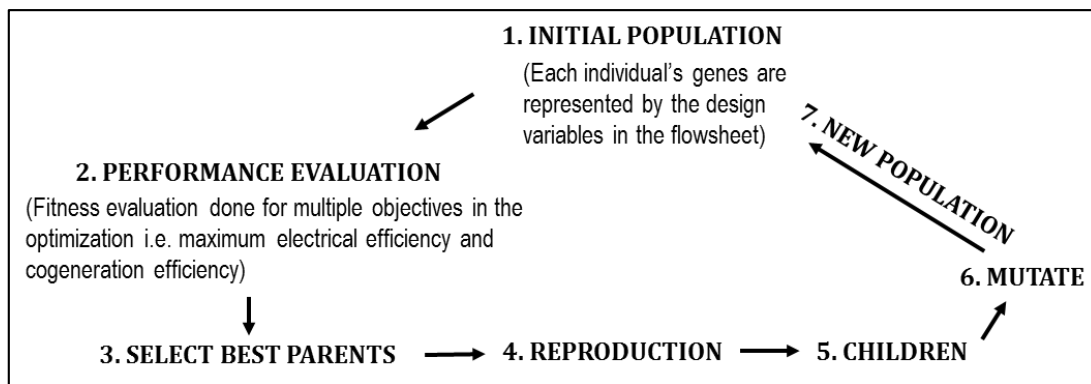 1. INITIAL POPULATION
(Each individual's genes are
represented by the design
variables in the flowsheet)
2. PERFORMANCE EVALUATION
(Fitness evaluation done for multiple objectives in the
optimization i.e. maximum electrical efficiency and
cogeneration efficiency)
3. SELECT BEST PARENTS
4. REPRODUCTION
5. CHILDREN
6. MUTATE
7. NEW POPULATION